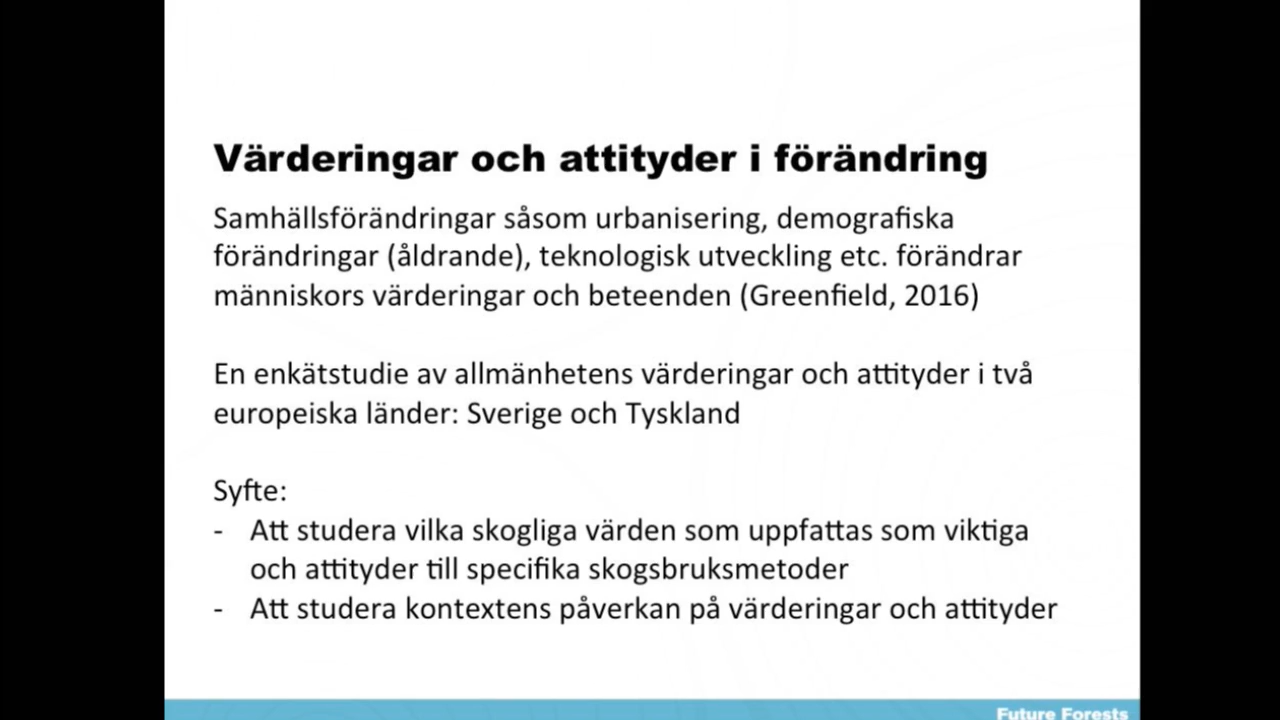 Värderingar och attityder i förändring
Samhällsförändringar såsom urbanisering, demografiska
förändringar (åldrande), teknologisk utveckling etc. förändrar
människors värderingar och beteenden (Greenfield, 2016)
En enkätstudie av allmänhetens värderingar och attityder i två
europeiska länder: Sverige och Tyskland
Syfte:
- Att studera vilka skogliga värden som uppfattas som viktiga
och attityder till specifika skogsbruksmetoder
- Att studera kontextens påverkan på värderingar och attityder
Future Forests